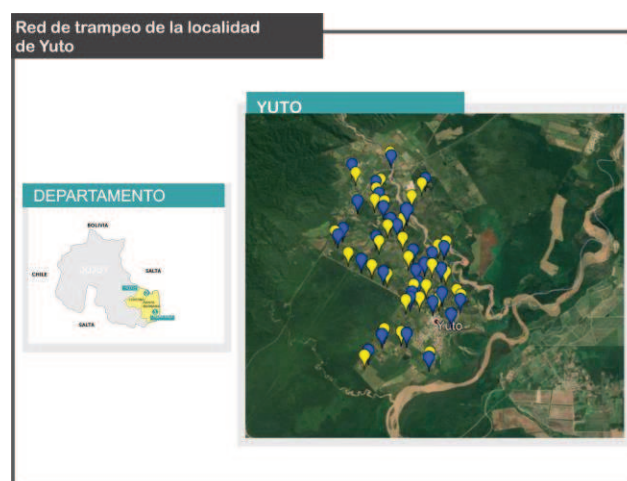 Red de trampeo de la localidad
de Yuto
YUTO
DEPARTAMENTO
BOLIVIA
JUJUY
CHILE
SALTA
SALTA
Yuto